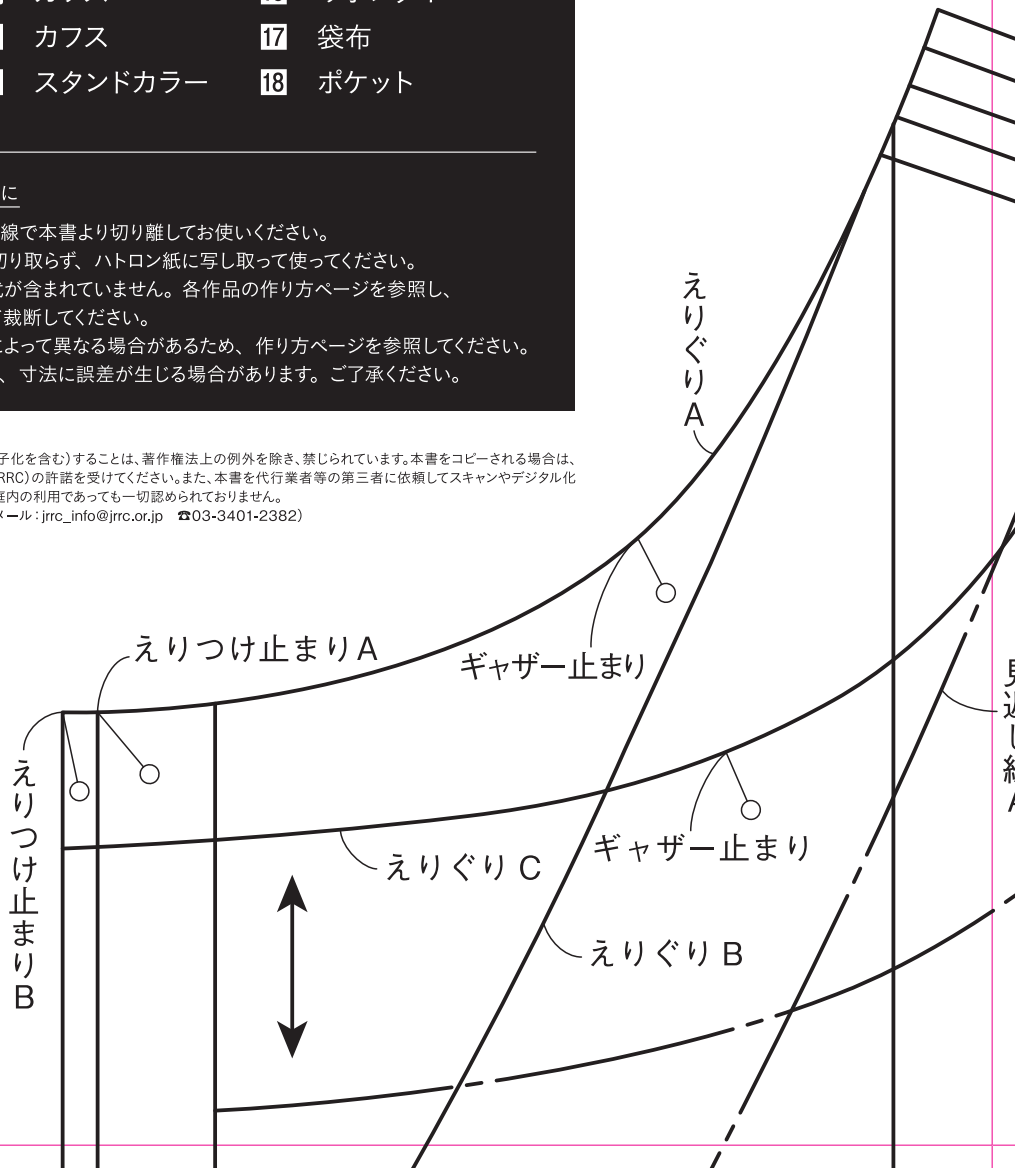 カフス
17 袋布
スタンドカラー
18 ポケット
に
線で本書より切り離してお使いください。
切り取らず、ハトロン紙に写し取って使ってください。
が含まれていません。各作品の作り方ページを参照し、
裁断してください。
よって異なる場合があるため、作り方ページを参照してください。
、寸法に誤差が生じる場合があります。ご了承ください。
子化を含む)することは、著作権法上の例外を除き、禁じられています。本書をコピーされる場合は、
RRC)の許諾を受けてください。また、本書を代行業者等の第三者に依頼してスキャンやデジタル化
庭内の利用であっても一切認められておりません。
メール：jrrc_info@jrrc.or.jp ☎03-3401-2382)
えりぐりA
えりつけ止まりA
ギャザー止まり
えりつけ止まりB
見返し線A
ギャザー止まり
えりぐりC
えりぐりB